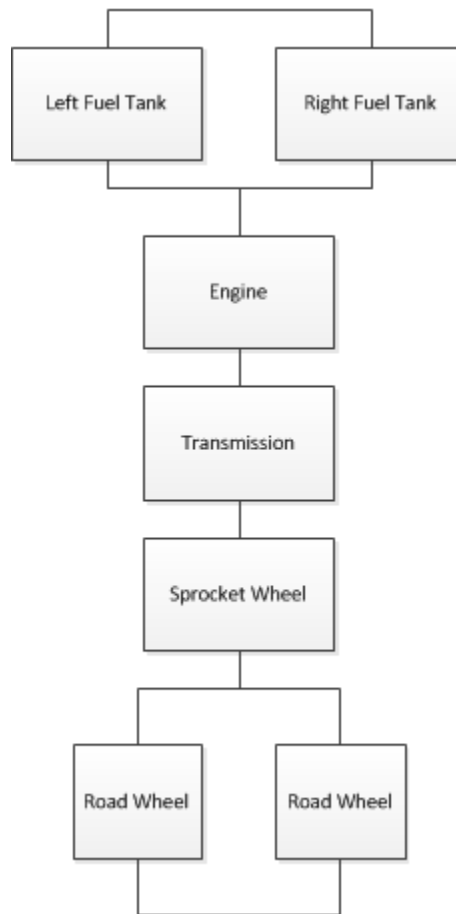 Left Fuel Tank
Right Fuel Tank
Engine
Transmission
Sprocket Wheel
Road Wheel
Road Wheel